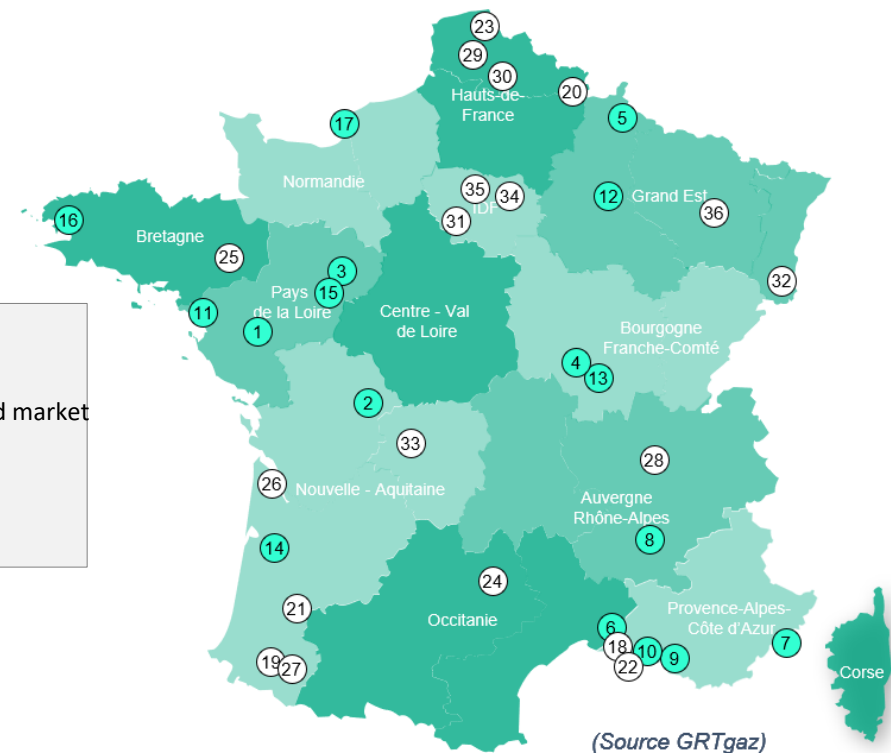 23
29
30
20
Hauts-de-
France
5
17
Normandie
35
34
IDF
31
12
Grand Est
36
16
Bretagne
25
32
3
15
Pays
de la Loire
11
1
Centre - Val
de Loire
Bourgogne
Franche-Comté
4
13
d market
2
33
28
26
Nouvelle - Aquitaine
Auvergne
Rhône-Alpes
14
8
24
21
Occitanie
Provence-Alpes-
Côte d'Azur
6
18
10
9
7
22
19
27
Corse
(Source GRTgaz)